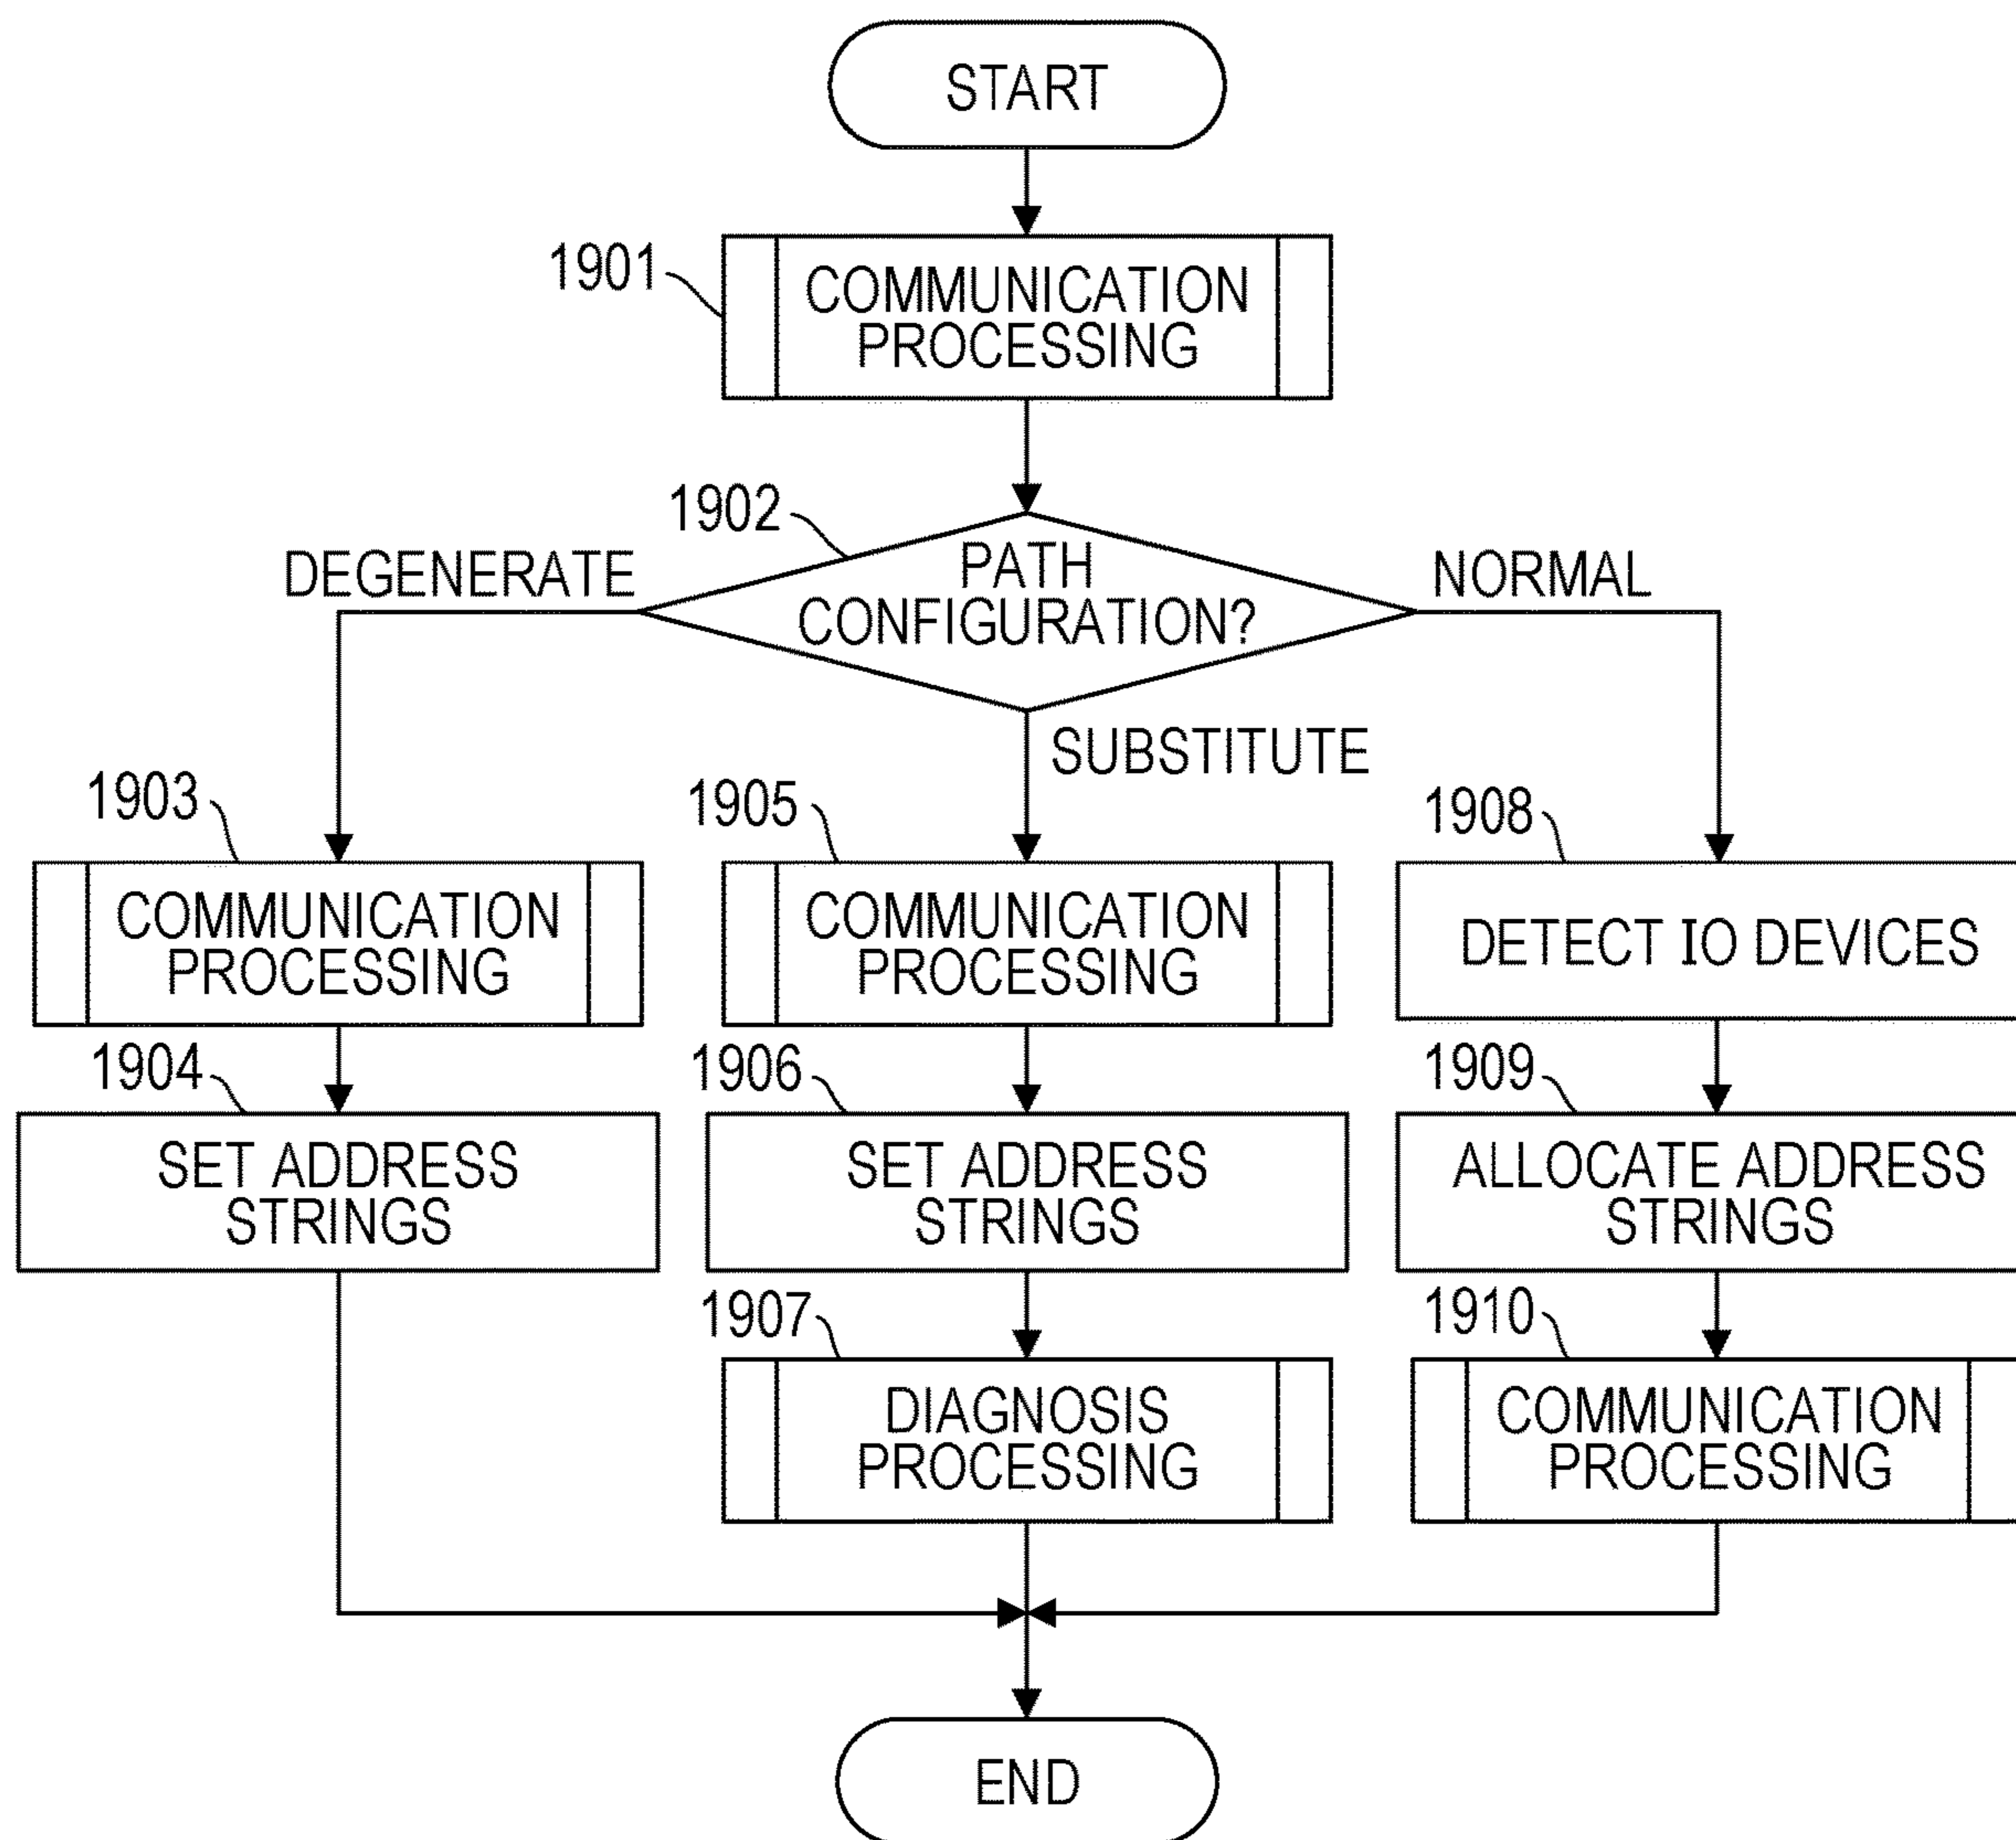 START
1901
COMMUNICATION
PROCESSING
1902
PATH
CONFIGURATION?
DEGENERATE
NORMAL
SUBSTITUTE
1903
COMMUNICATION
PROCESSING
1904
SET ADDRESS
STRINGS
1905
COMMUNICATION
PROCESSING
1906
SET ADDRESS
STRINGS
1907
DIAGNOSIS
PROCESSING
1908
DETECT IO DEVICES
1909
ALLOCATE ADDRESS
STRINGS
1910
COMMUNICATION
PROCESSING
END